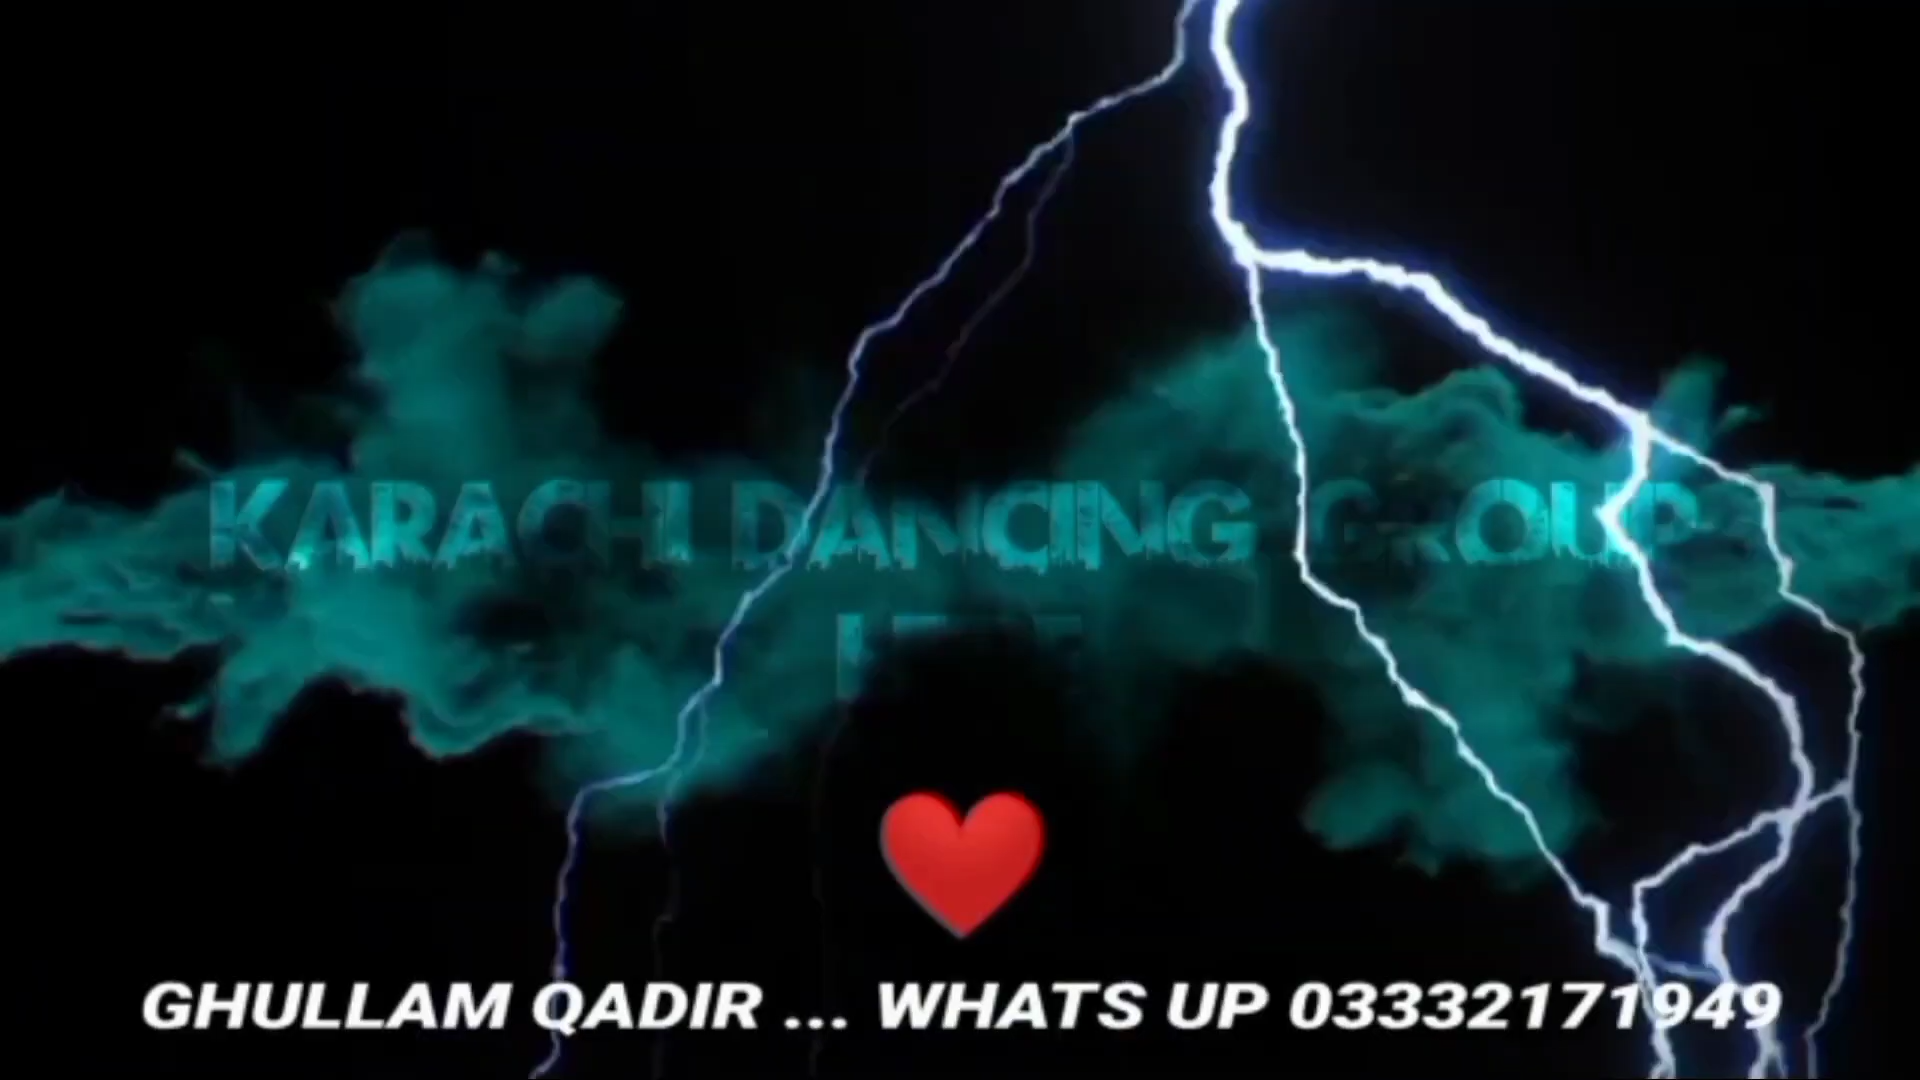 KARACHI DANCING GROUP
GHULLAM QADIR ... WHATS UP 03332171949